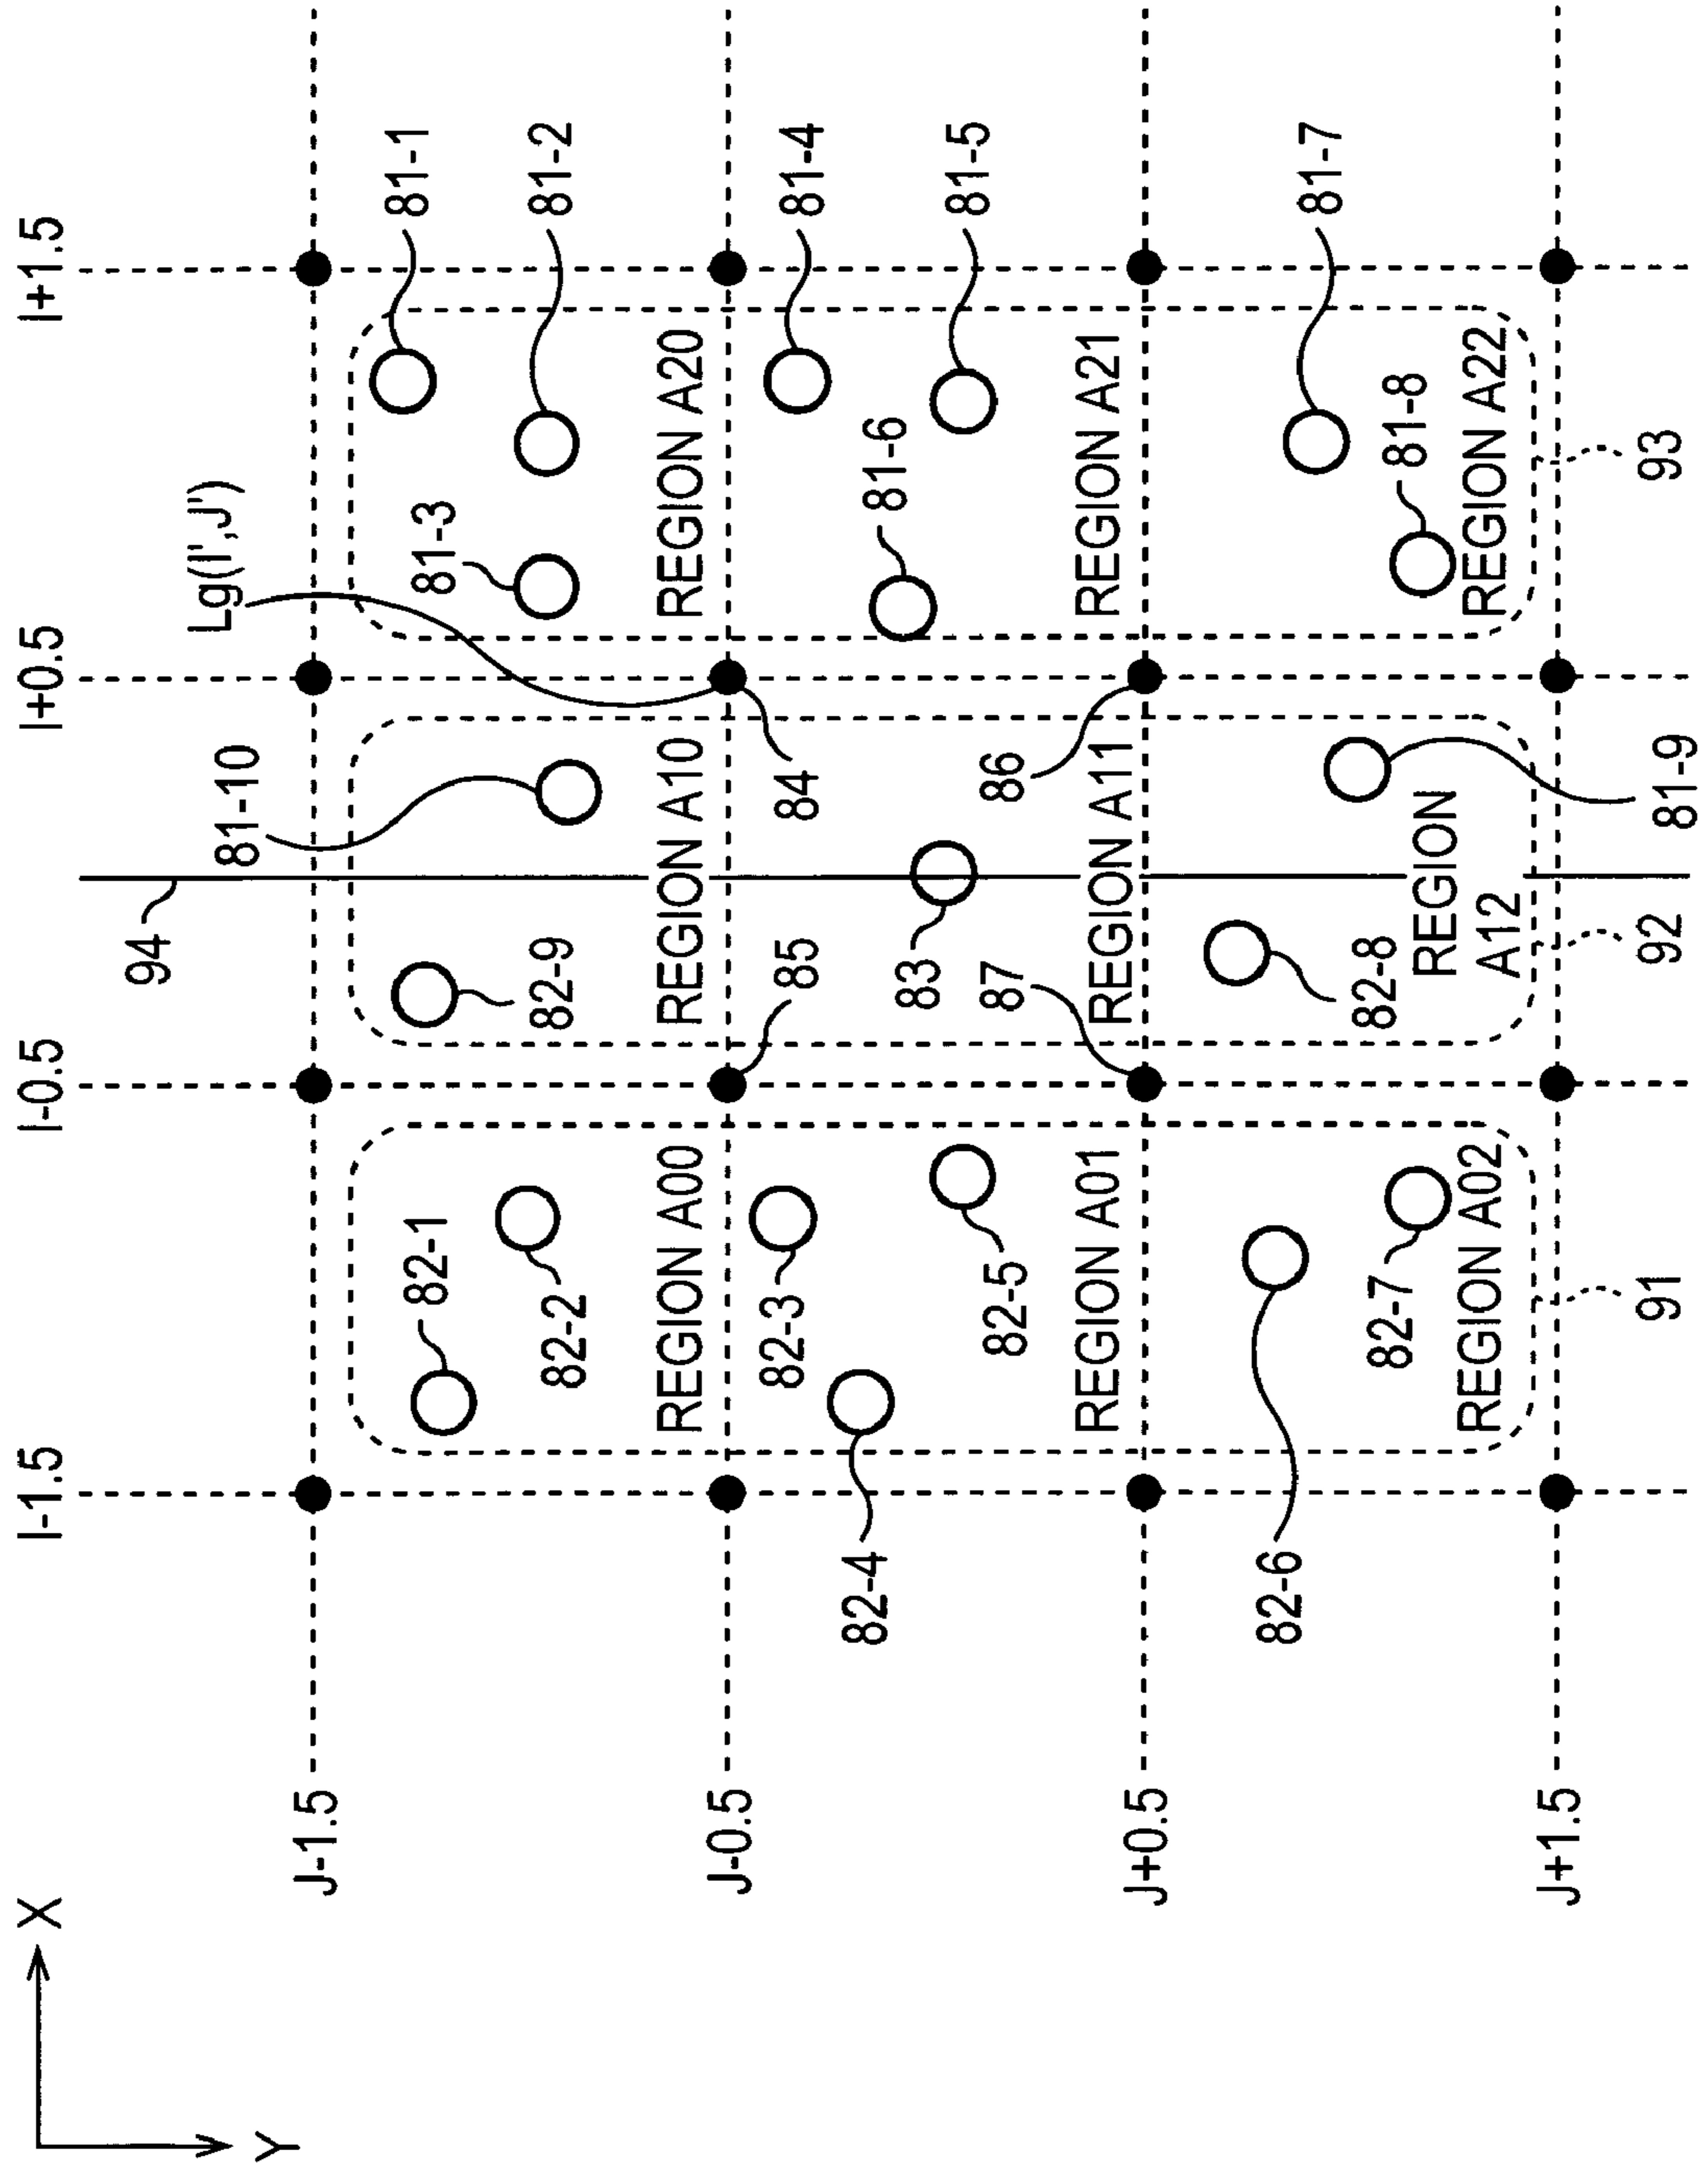 X
Y
I-1.5
I-0.5
I+0.5
I+1.5
J-1.5
J-0.5
J+0.5
J+1.5
94
81-10
Lg(I',J')
81-1
81-2
81-3
81-4
81-5
81-6
81-7
81-8
81-9
82-1
82-2
82-3
82-4
82-5
82-6
82-7
82-8
82-9
83
84
85
86
87
REGION A00
REGION A10
REGION A20
REGION A01
REGION A11
REGION A21
REGION A02
REGION
A12
REGION A22
91
92
93